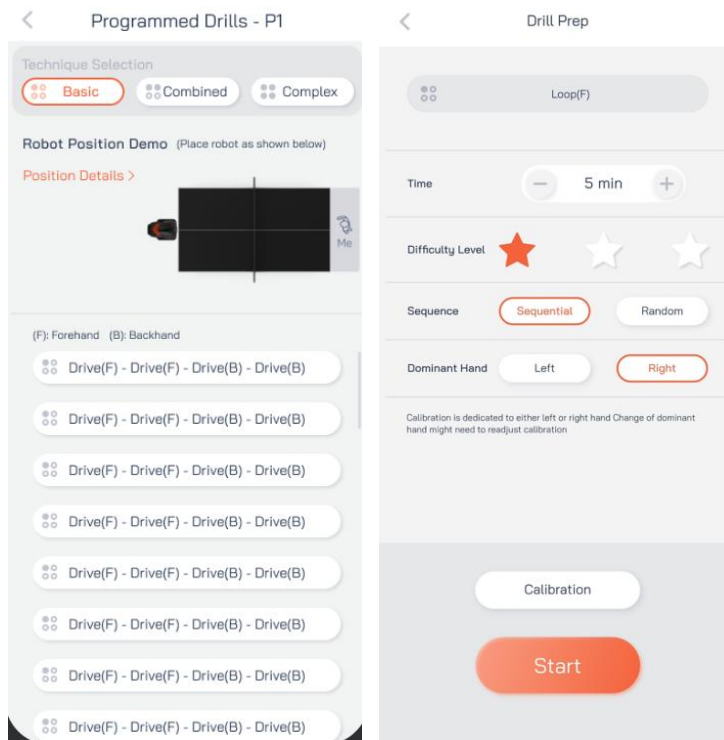 Programmed Drills - P1
Technique Selection
Basic
Combined
Complex
Robot Position Demo (Place robot as shown below)
Position Details >
Me
(F): Forehand (B): Backhand
Drive(F) - Drive(F) - Drive(B) - Drive(B)
Drive(F) - Drive(F) - Drive(B) - Drive(B)
Drive(F) - Drive(F) - Drive(B) - Drive(B)
Drive(F) - Drive(F) - Drive(B) - Drive(B)
Drive(F) - Drive(F) - Drive(B) - Drive(B)
Drive(F) - Drive(F) - Drive(B) - Drive(B)
Drive(F) - Drive(F) - Drive(B) - Drive(B)
Drive(F) - Drive(F) - Drive(B) - Drive(B)
Drill Prep
Loop(F)
Time
5 min
Difficulty Level
Sequence
Sequential
Random
Dominant Hand
Left
Right
Calibration is dedicated to either left or right hand Change of dominant
hand might need to readjust calibration
Calibration
Start